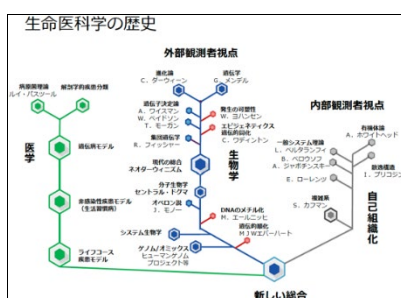 生命医科学の歴史
外部観測者視点
進化論
C. ダーウィーン
遺伝学
G. メンデル
病原菌理論
ルイ・パスツール
解剖学的疾患分類
遺伝子決定論
A. ワイスマン
W. ベイドソン
T. モーガン
発生の可塑性
W. ヨハンセン
エピジェネティクス
遺伝的同化
C. ワディントン
集団遺伝学
R. フィッシャー
内部観測者視点
有機体論
A. ホワイトヘッド
一般システム理論
L. ベルタランフィ
B. ベロウソフ
A. ジャボチンスキー
散逸構造
I. プリゴジン
E. ローレンツ
医学
遺伝病モデル
現代の総合
ネオダーウィニズム
生物学
分子生物学
セントラル・ドグマ
オペロン説
J. モノー
自己組織化
複雑系
S. カフマン
非感染性疾患モデル
(生活習慣病)
DNAのメチル化
M. エールニッヒ
システム生物学
遺伝的順化
MJWエバーハート
ゲノム/オミックス
ヒューマンゲノム
プロジェクト等
ライフコース
疾患モデル
新しい総合